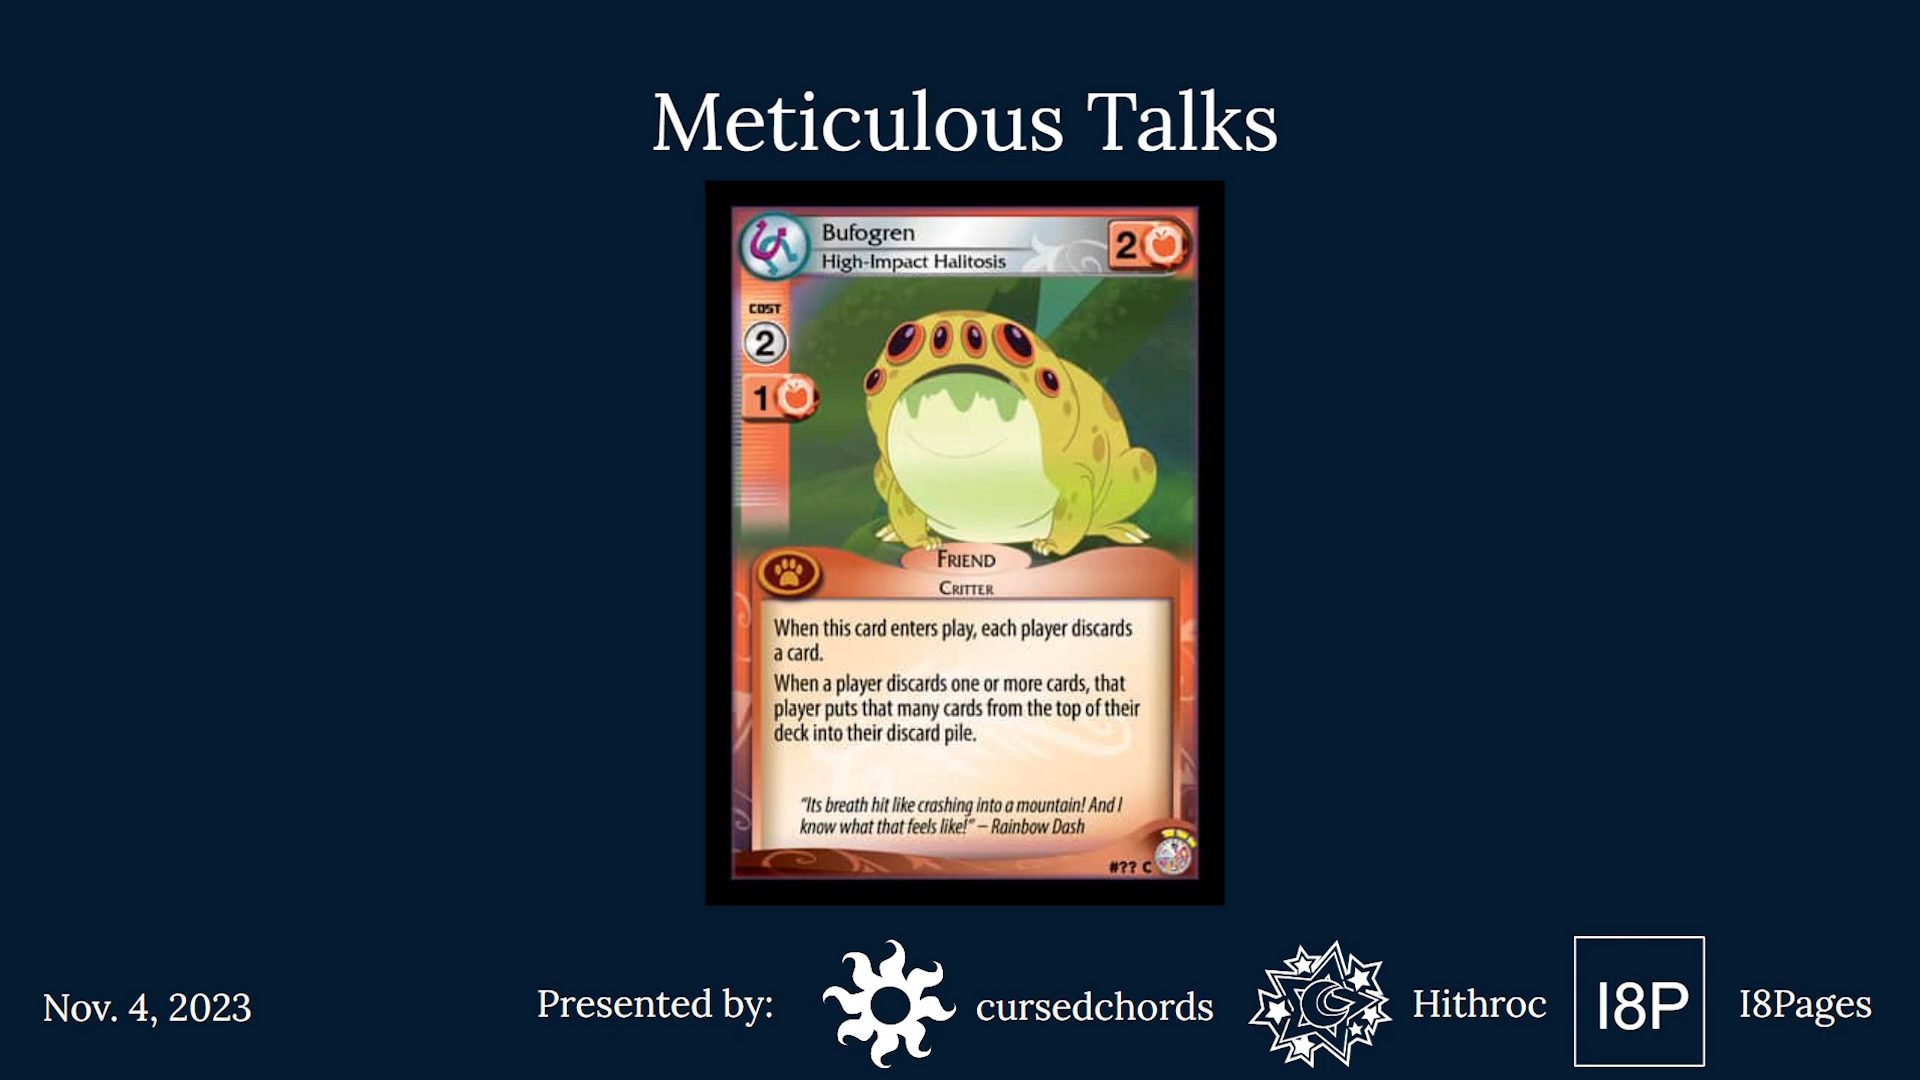 Meticulous Talks
Bufogren
High-Impact Halitosis
2
COST
2
1
FRIEND
CRITTER
When this card enters play, each player discards
a card.
When a player discards one or more cards, that
player puts that many cards from the top of their
deck into their discard pile.
"Its breath hit like crashing into a mountain! And I
know what that feels like!" – Rainbow Dash
#?? C
Nov. 4, 2023
Presented by:
cursedchords
Hithroc
I8P
I8Pages